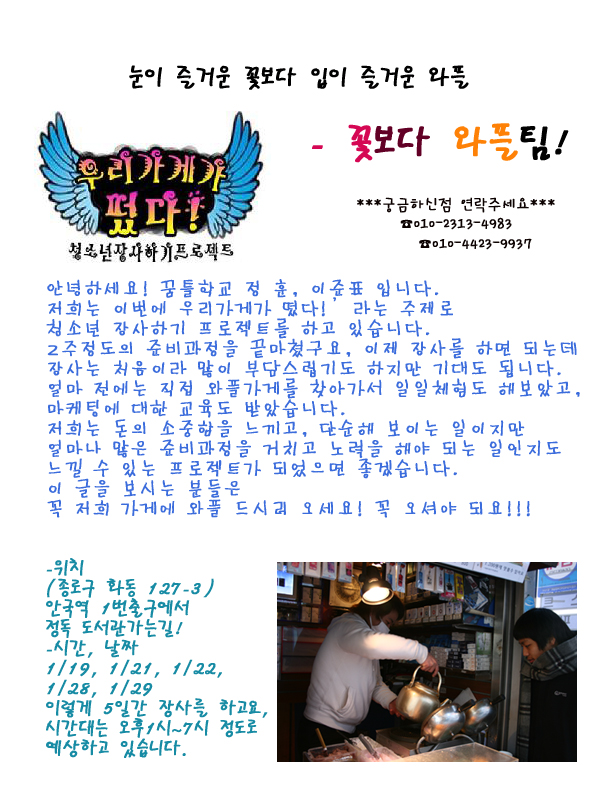 눈이 즐거운 꽃보다 입이 즐거운 와플
우리가게가
떴다!
청소년장사하기프로젝트
- 꽃보다 와플팀!
***궁금하신점 연락주세요***
☎010-2313-4983
☎010-4423-9937
안녕하세요! 꿈틀학교 정 훈, 이준표 입니다.
저희는 이번에 우리가게가 떴다!' 라는 주제로
청소년 장사하기 프로젝트를 하고 있습니다.
2주정도의 준비과정을 끝마쳤구요, 이제 장사를 하면 되는데
장사는 처음이라 많이 부담스럽기도 하지만 기대도 됩니다.
얼마 전에는 직접 와플가게를 찾아가서 일일체험도 해보았고,
마케팅에 대한 교육도 받았습니다.
저희는 돈의 소중함을 느끼고, 단순해 보이는 일이지만
얼마나 많은 준비과정을 거치고 노력을 해야 되는 일인지도
느낄 수 있는 프로젝트가 되었으면 좋겠습니다.
이 글을 보시는 분들은
꼭 저희 가게에 와플 드시러 오세요! 꼭 오셔야 되요!!!
-위치
(종로구 화동 127-3)
안국역 1번출구에서
정독 도서관가는길!
-시간, 날짜
1/19, 1/21, 1/22,
1/28, 1/29
이렇게 5일간 장사를 하고요,
시간대는 오후1시~7시 정도로
예상하고 있습니다.